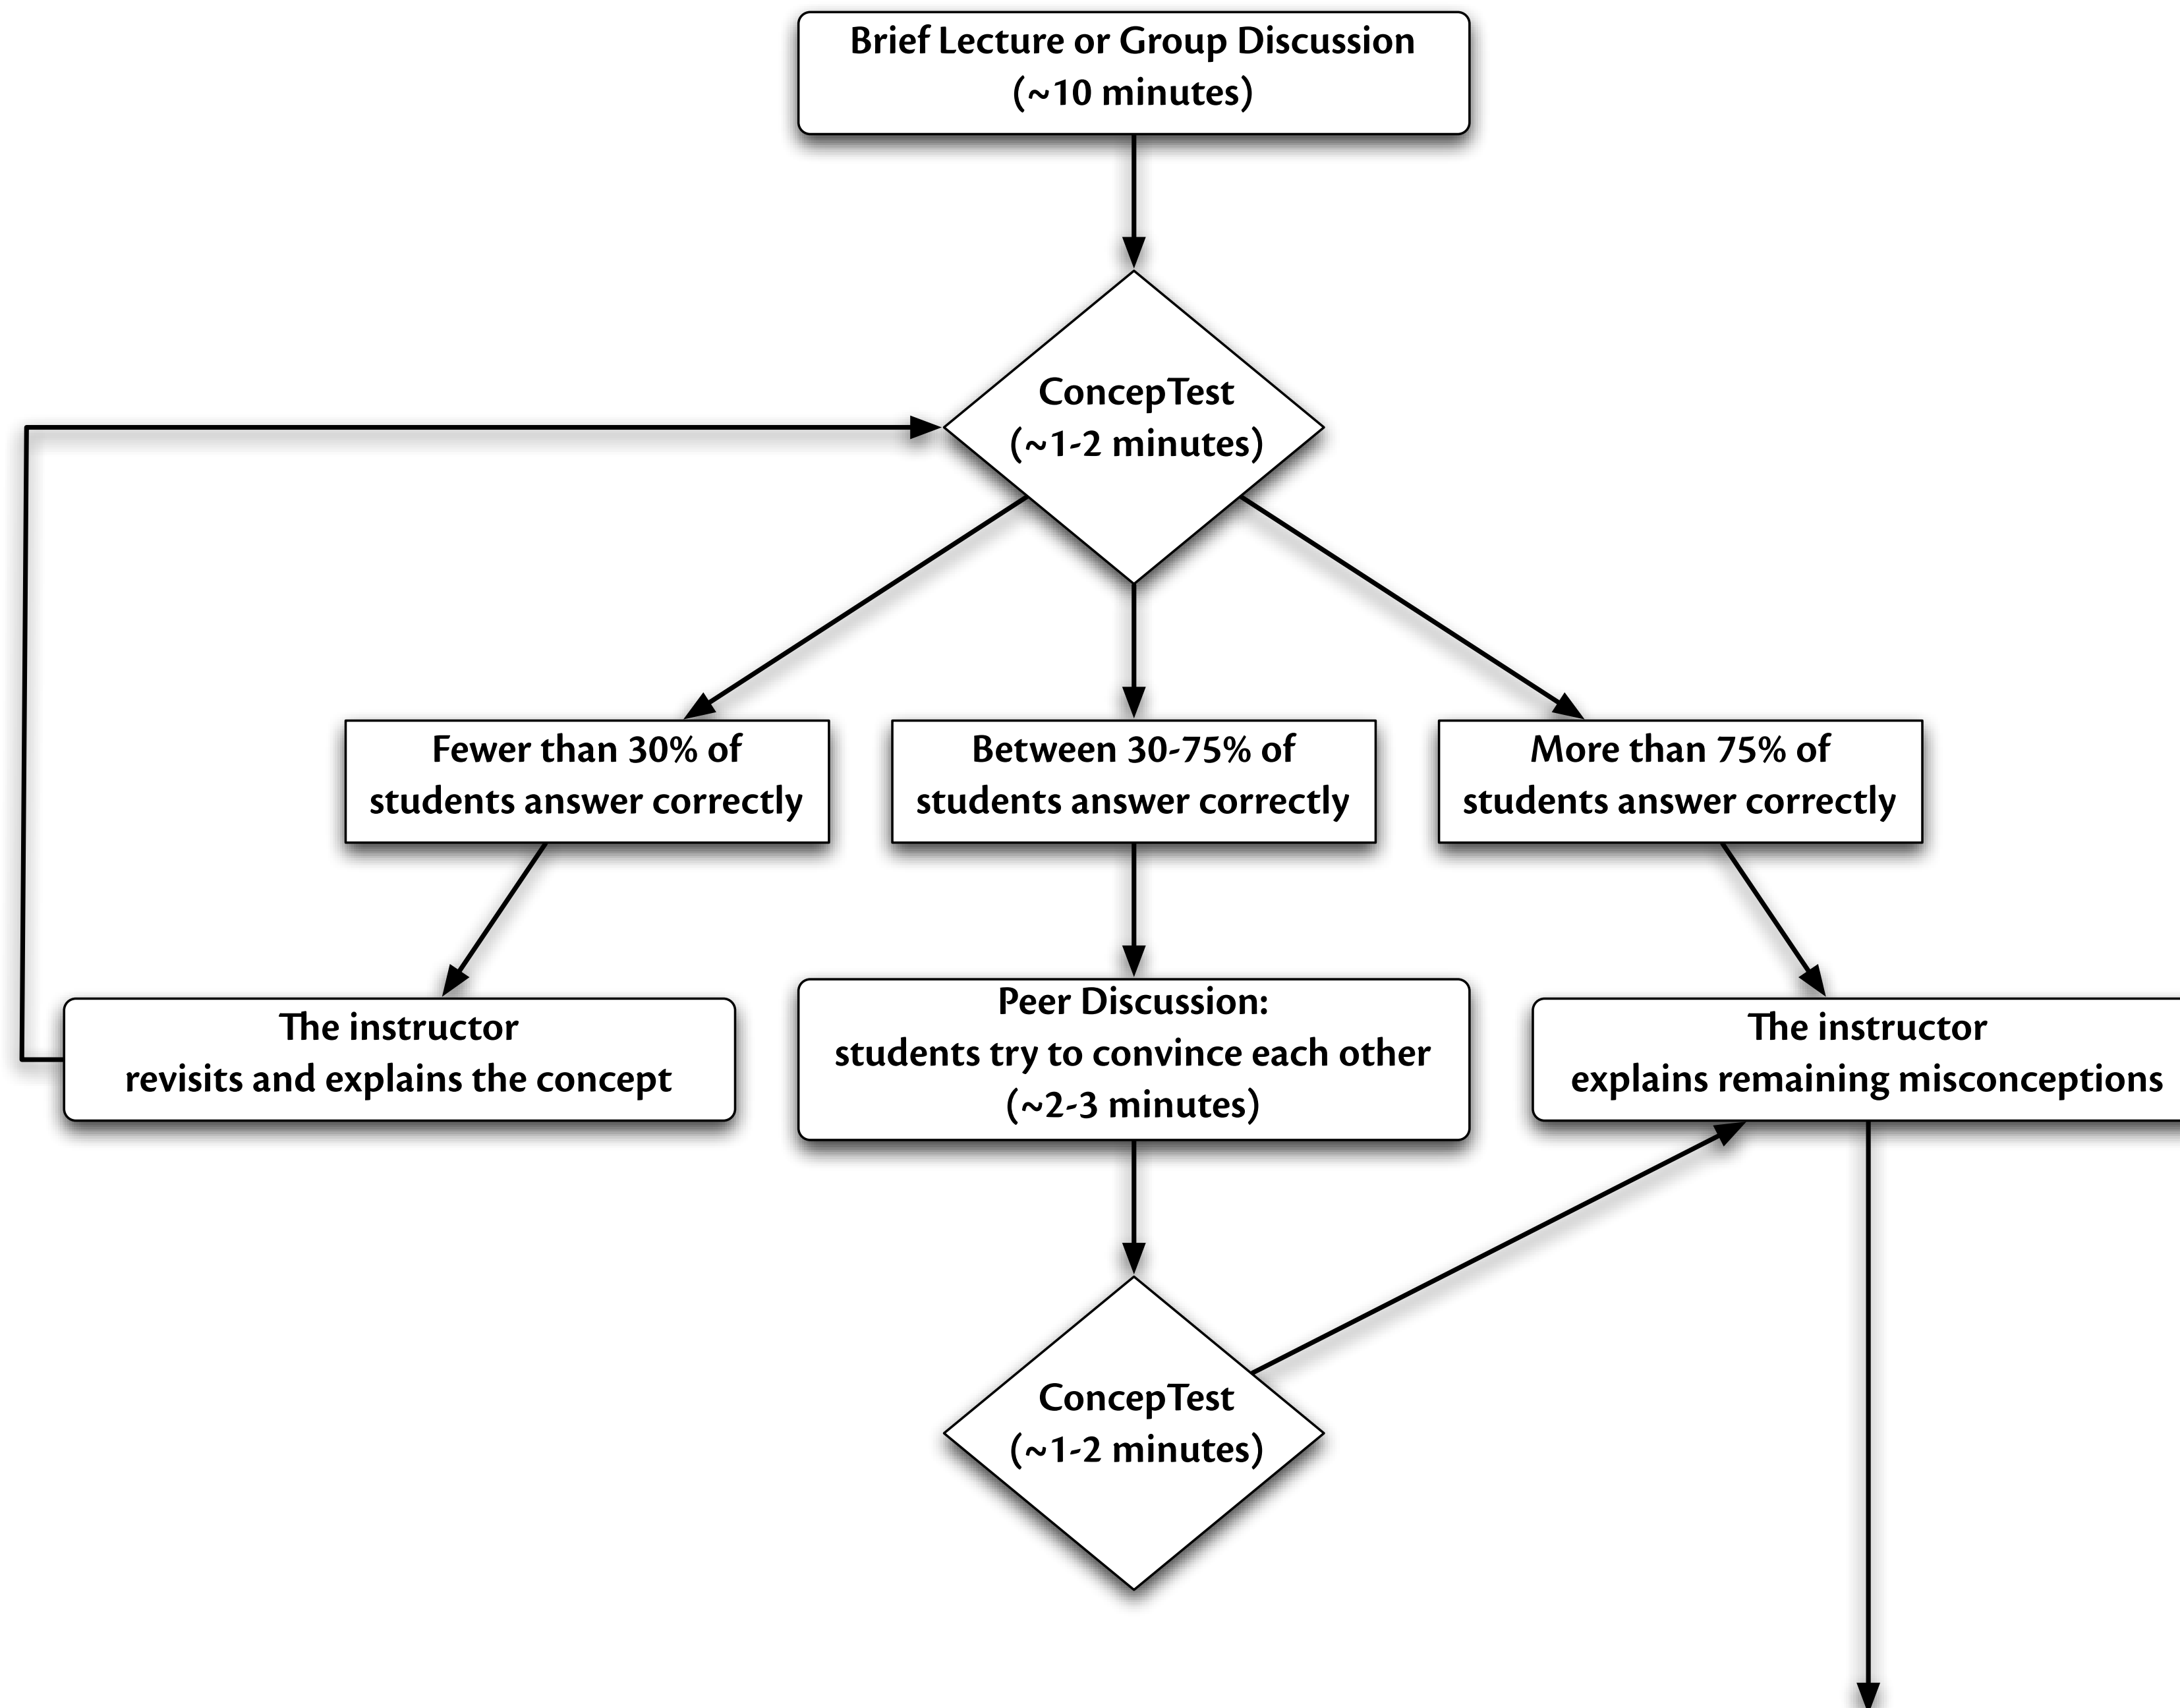 Brief Lecture or Group Discussion
(~10 minutes)
ConcepTest
(~1-2 minutes)
Fewer than 30% of
students answer correctly
Between 30-75% of
students answer correctly
More than 75% of
students answer correctly
The instructor
revisits and explains the concept
Peer Discussion:
students try to convince each other
(~2-3 minutes)
The instructor
explains remaining misconceptions
ConcepTest
(~1-2 minutes)